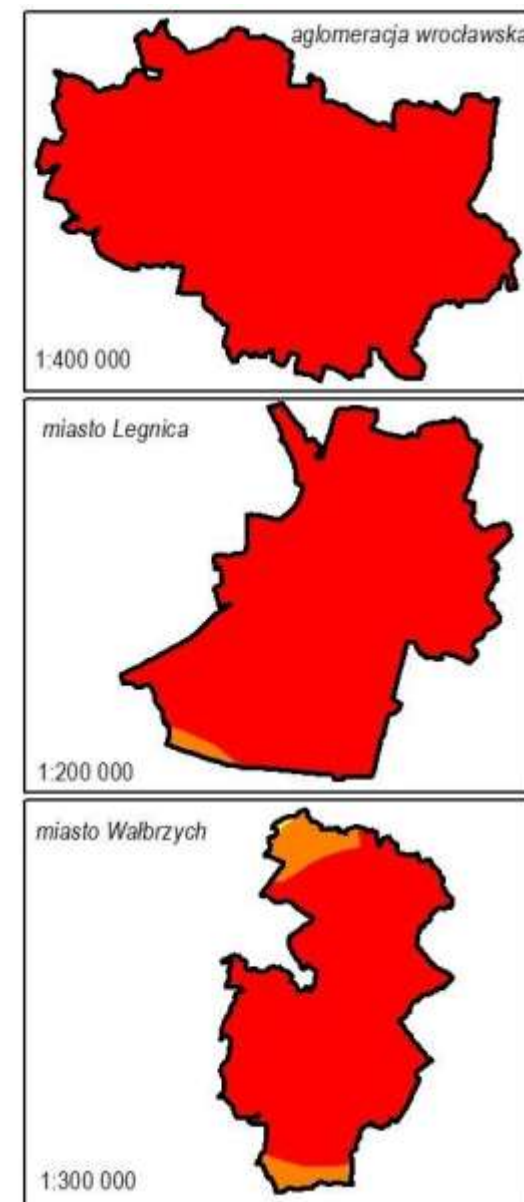 aglomeracja wrocławska
1:400 000
miasto Legnica
1:200 000
miasto Wałbrzych
1:300 000